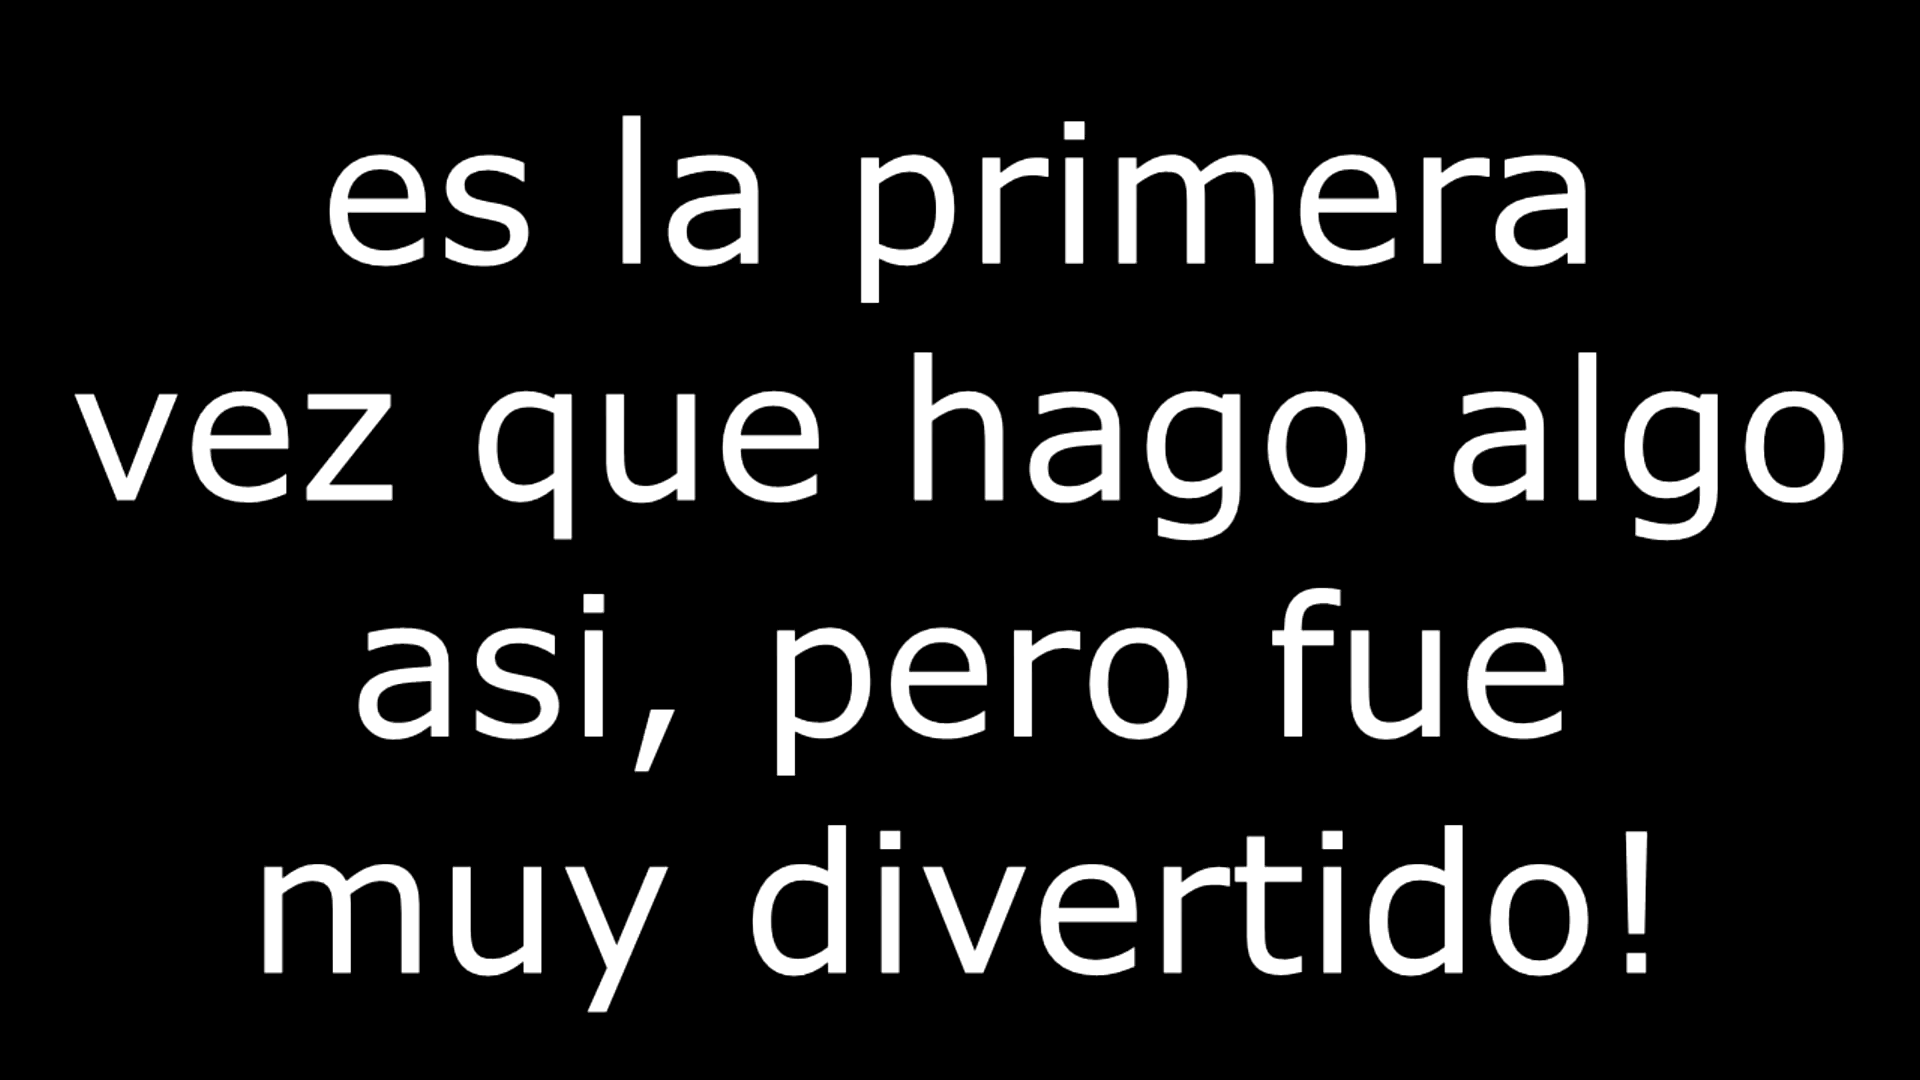 es la primera
vez que hago algo
asi, pero fue
muy divertido!